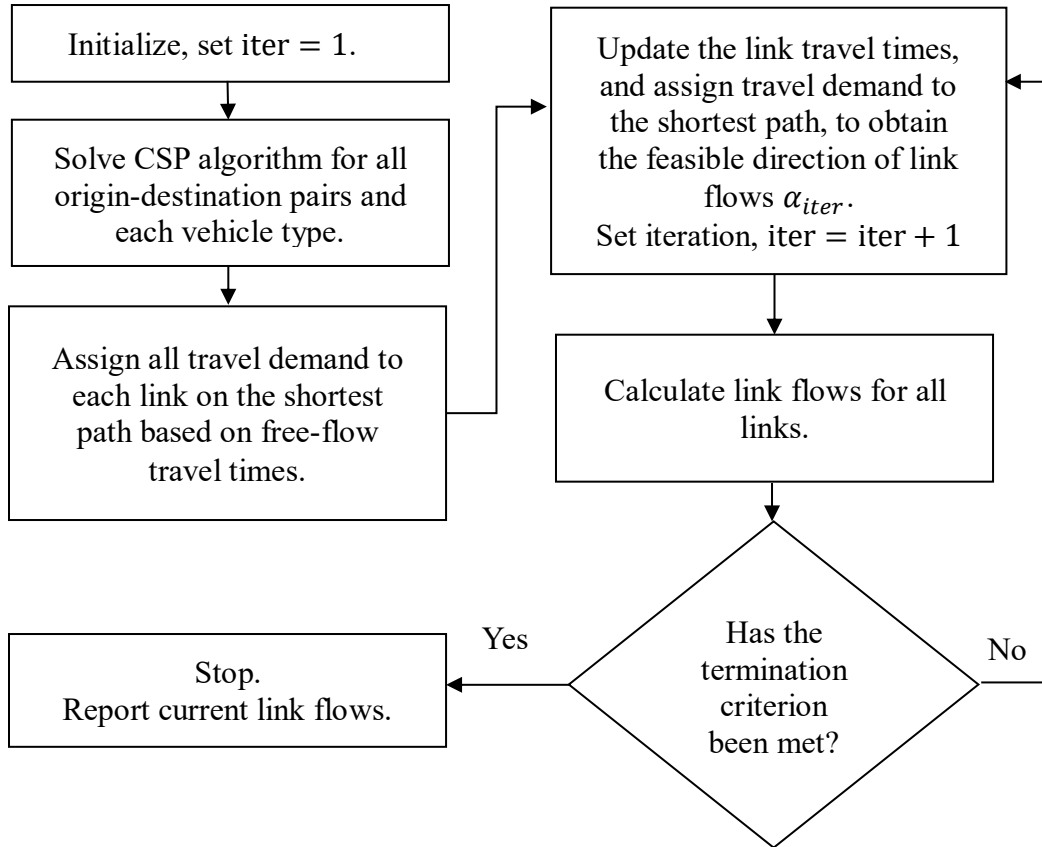 Initialize, set iter = 1.
Solve CSP algorithm for all
origin-destination pairs and
each vehicle type.
Assign all travel demand to
each link on the shortest
path based on free-flow
travel times.
Update the link travel times,
and assign travel demand to
the shortest path, to obtain
the feasible direction of link
flows α_{iter}.
Set iteration, iter = iter + 1
Calculate link flows for all
links.
Has the
termination
criterion
been met?
Yes
No
Stop.
Report current link flows.